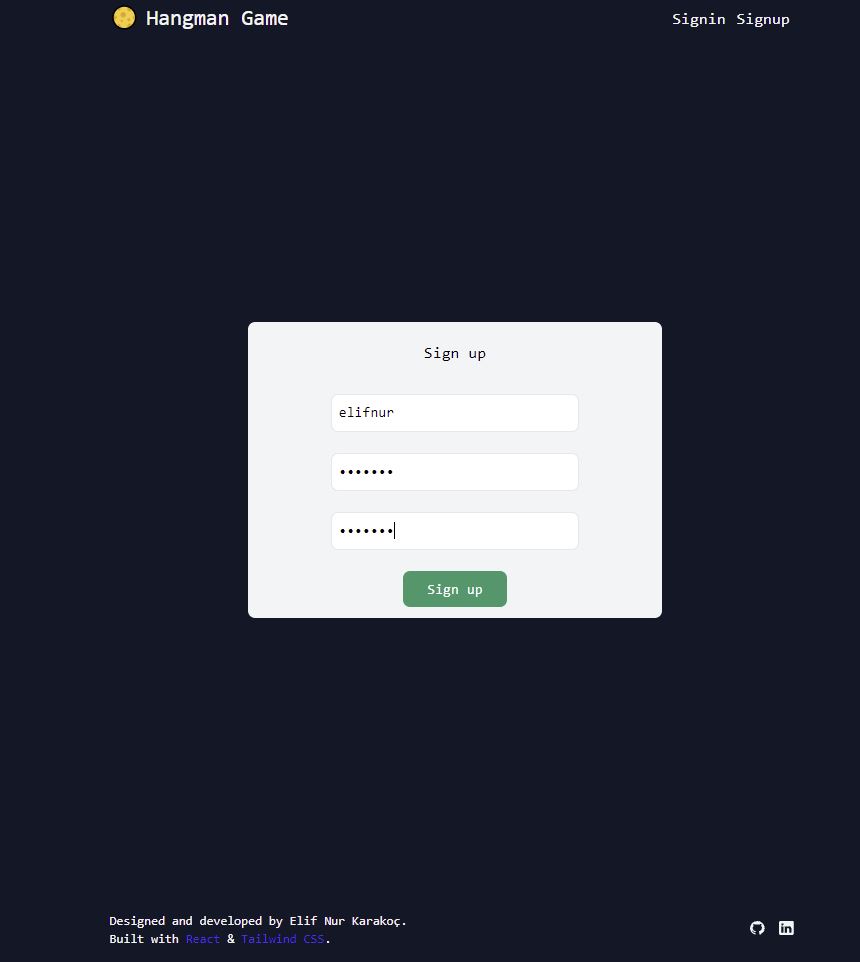 Hangman Game
Signin Signup
Sign up
elifnur
•••••••
•••••••
Sign up
Designed and developed by Elif Nur Karakoç.
Built with React & Tailwind CSS.